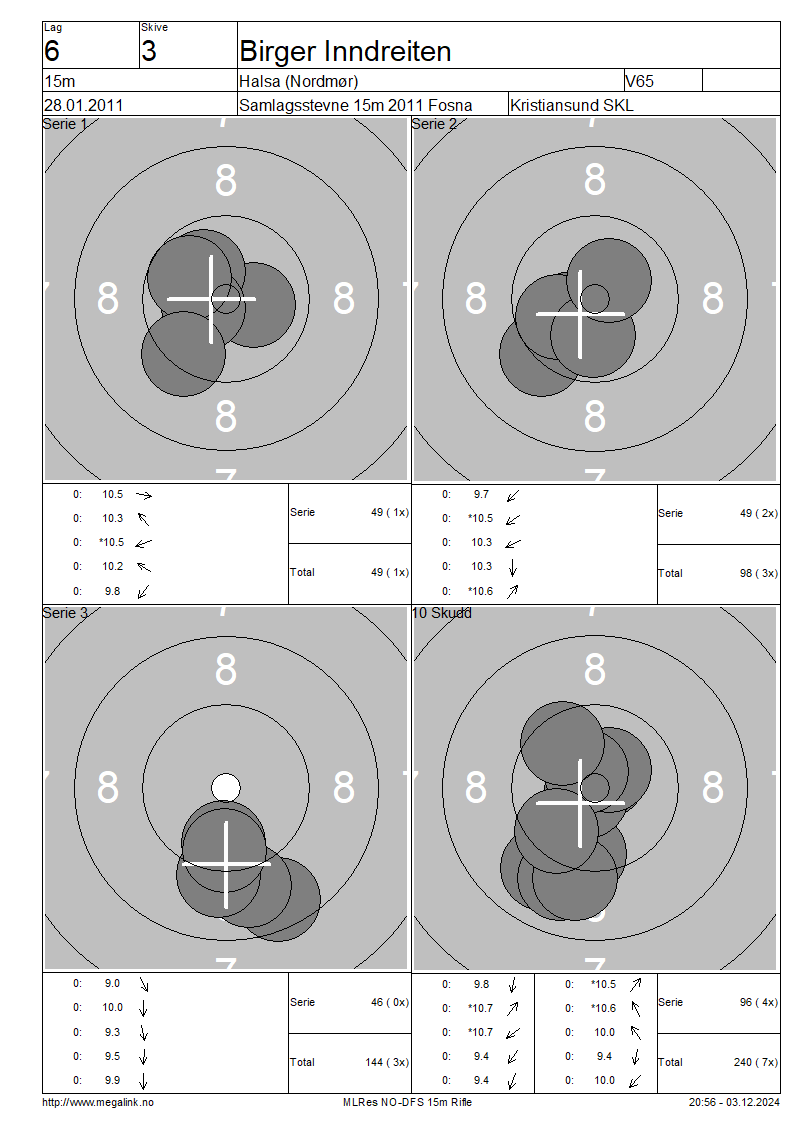 Lag Skive
6 3 Birger Inndreiten
15m Halsa (Nordmør) V65
28.01.2011 Samlagsstevne 15m 2011 Fosna Kristiansund SKL
Serie 1 7 Serie 2 7
8 8
7 8 8 8 8 7
8 8
7 7
0: 10.5 0: 9.7
Serie 49 ( 1x) Serie 49 ( 2x)
0: 10.3 0: *10.5
0: *10.5 0: 10.3
0: 10.2 0: 10.3
Total 49 ( 1x) Total 98 ( 3x)
0: 9.8 0: *10.6
Serie 3 7 10 Skudd 7
8 8
7 8 8 8 8 7
7
0: 9.0 0: 9.8 0: *10.5
Serie 46 ( 0x) Serie 96 ( 4x)
0: 10.0 0: *10.7 0: *10.6
0: 9.3 0: *10.7 0: 10.0
0: 9.5 0: 9.4 0: 9.4
Total 144 ( 3x) Total 240 ( 7x)
0: 9.9 0: 9.4 0: 10.0
http://www.megalink.no MLRes NO-DFS 15m Rifle 20:56 - 03.12.2024